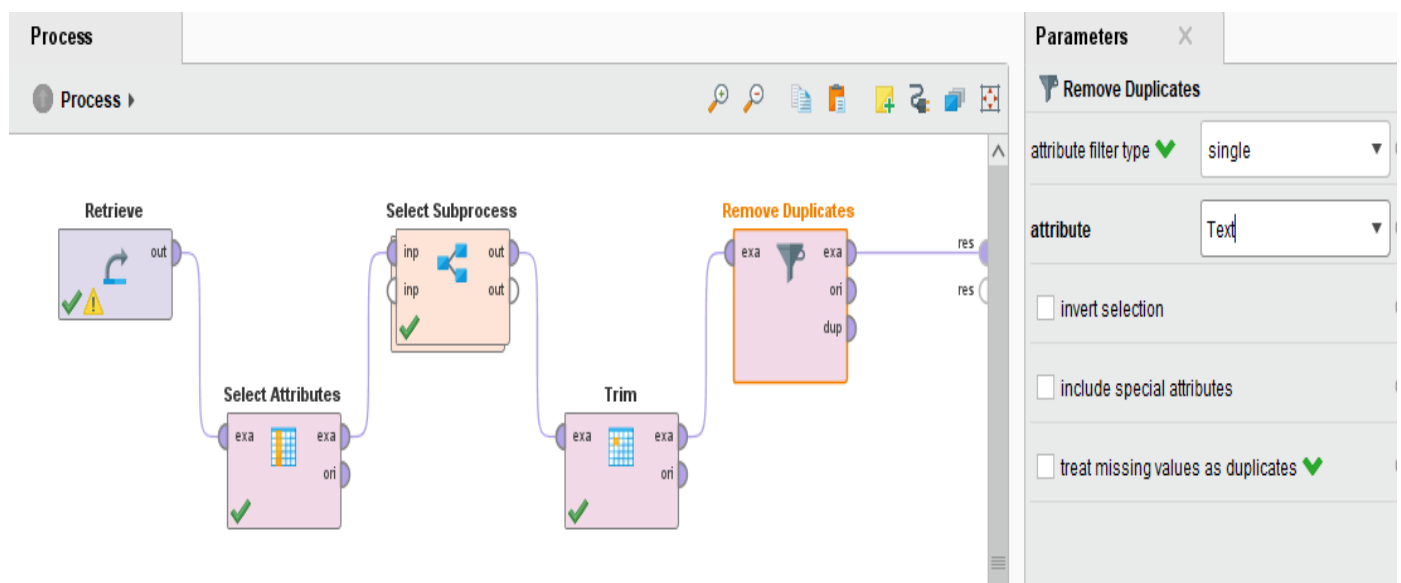 Process
Process
Retrieve
out
Select Attributes
exa exa
ori
Select Subprocess
inp out
inp out
Trim
exa exa
ori
Remove Duplicates
exa exa
ori
dup
res
res
Parameters
Remove Duplicates
attribute filter type single
attribute Text
invert selection
include special attributes
treat missing values as duplicates